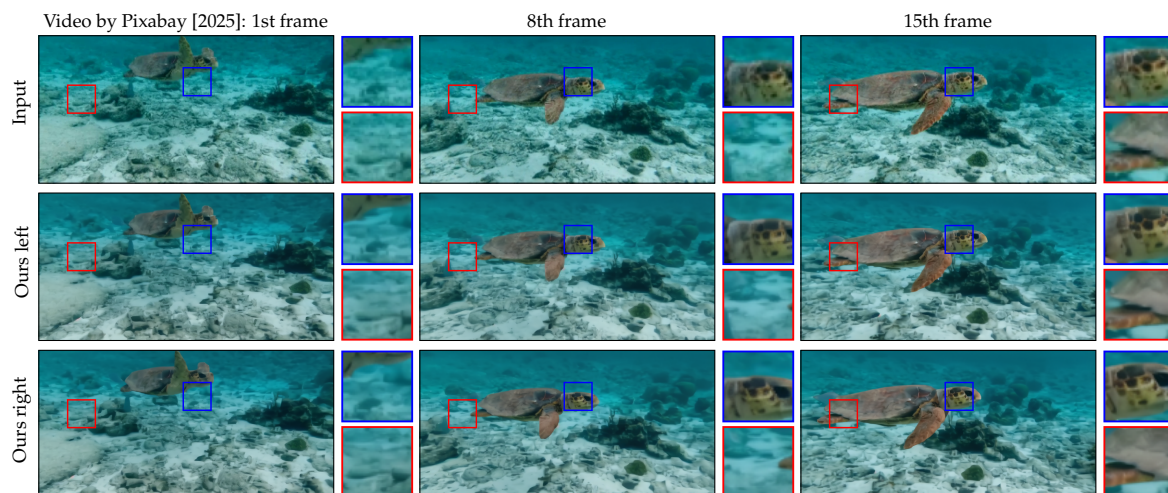 Video by Pixabay [2025]: 1st frame
8th frame
15th frame
Input
Ours left
Ours right